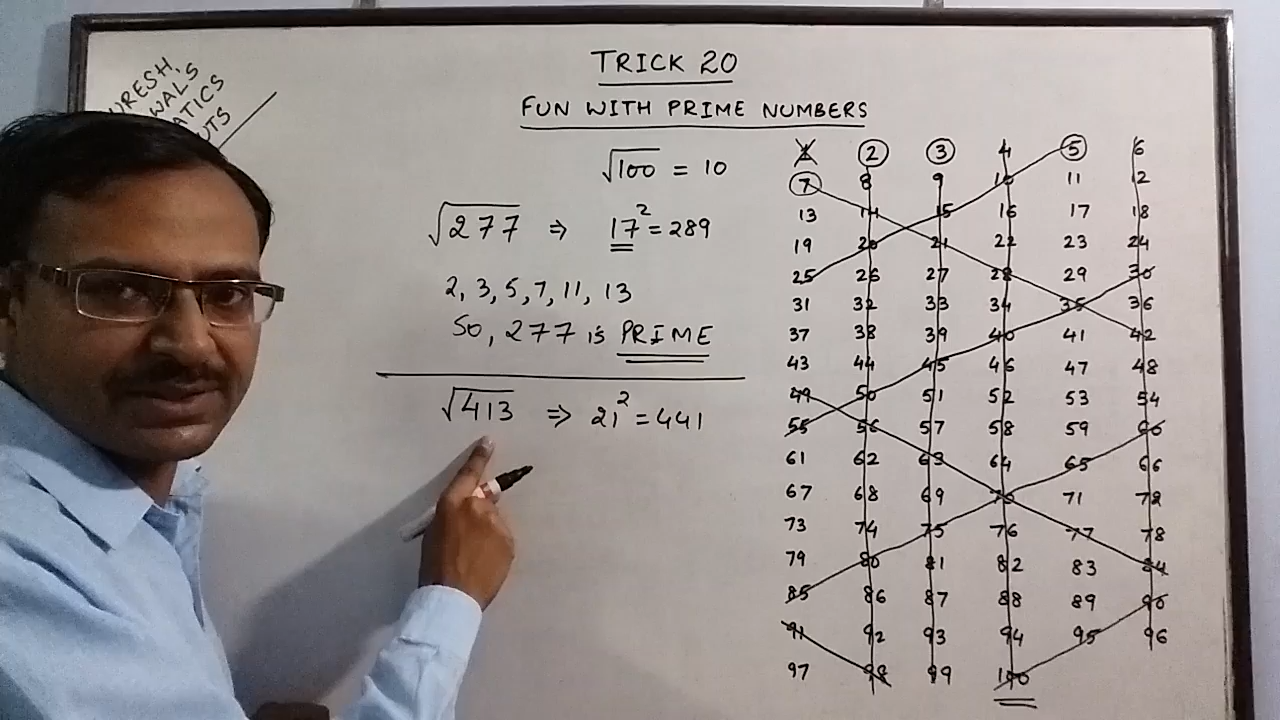 URESH,
WAL'S
ATICS
UTS
TRICK 20
FUN WITH PRIME NUMBERS
√100 = 10
√277 ⇒ 17² = 289
2, 3, 5, 7, 11, 13
So, 277 is PRIME
√413 ⇒ 21² = 441
1 2 3 4 5 6
7 8 9 10 11 12
13 14 15 16 17 18
19 20 21 22 23 24
25 26 27 28 29 30
31 32 33 34 35 36
37 38 39 40 41 42
43 44 45 46 47 48
49 50 51 52 53 54
55 56 57 58 59 60
61 62 63 64 65 66
67 68 69 70 71 72
73 74 75 76 77 78
79 80 81 82 83 84
85 86 87 88 89 90
91 92 93 94 95 96
97 98 99 100